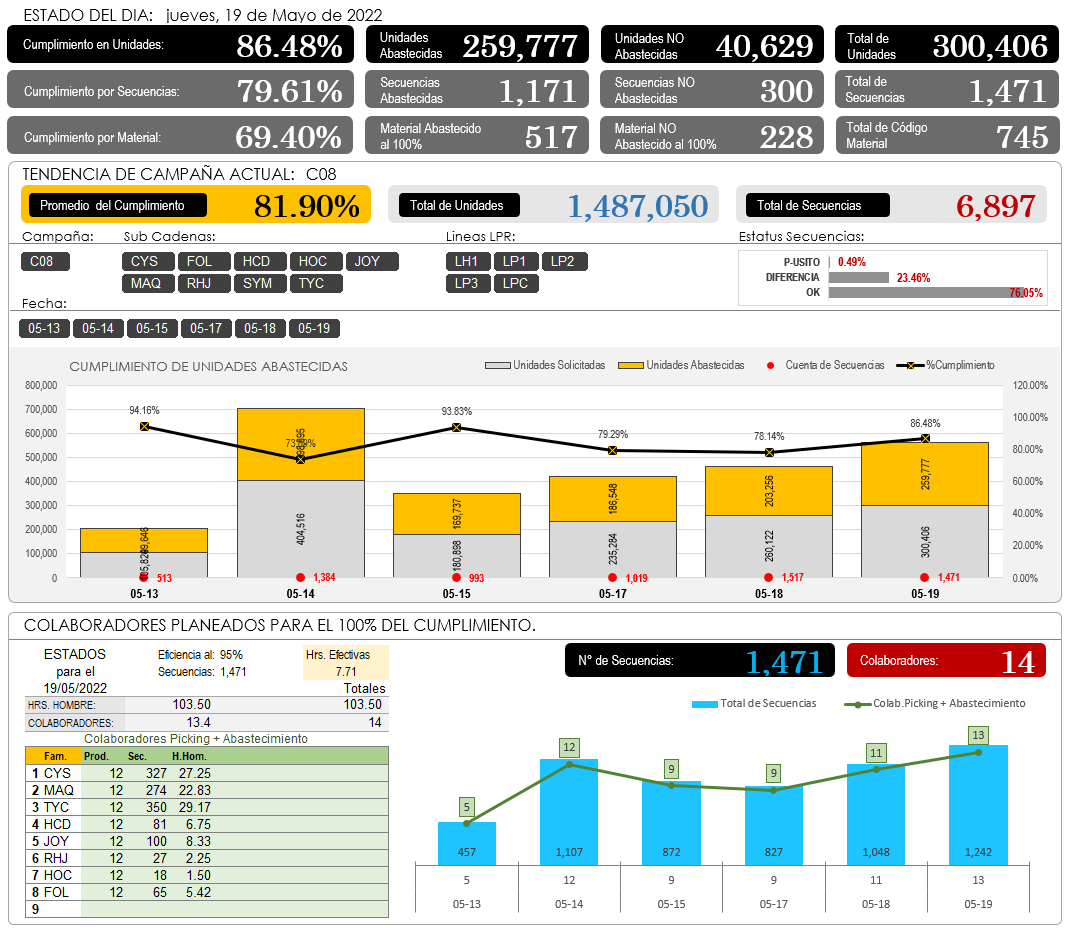 ESTADO DEL DIA: jueves, 19 de Mayo de 2022
Cumplimiento en Unidades: 86.48%
Unidades Abastecidas 259,777
Unidades NO Abastecidas 40,629
Total de Unidades 300,406
Cumplimiento por Secuencias: 79.61%
Secuencias Abastecidas 1,171
Secuencias NO Abastecidas 300
Total de Secuencias 1,471
Cumplimiento por Material: 69.40%
Material Abastecido al 100% 517
Material NO Abastecido al 100% 228
Total de Código Material 745
TENDENCIA DE CAMPAÑA ACTUAL: C08
Promedio del Cumplimiento 81.90%
Total de Unidades 1,487,050
Total de Secuencias 6,897
Campaña: Sub Cadenas: Lineas LPR: Estatus Secuencias:
C08 CYS FOL HCD HOC JOY LH1 LP1 LP2
MAQ RHJ SYM TYC LP3 LPC
P-USITO 0.49%
DIFERENCIA 23.46%
OK 76.05%
Fecha:
05-13 05-14 05-15 05-17 05-18 05-19
CUMPLIMIENTO DE UNIDADES ABASTECIDAS
Unidades Solicitadas Unidades Abastecidas Cuenta de Secuencias %Cumplimiento
800,000 120.00%
700,000
600,000 100.00%
500,000 80.00%
400,000 60.00%
300,000 40.00%
200,000
100,000 20.00%
0 0.00%
94.16% 93.83% 79.29% 78.14% 86.48%
169,737 186,548 203,256 259,777
404,516 180,898 235,284 260,122 300,406
513 1,384 993 1,019 1,517 1,471
05-13 05-14 05-15 05-17 05-18 05-19
COLABORADORES PLANEADOS PARA EL 100% DEL CUMPLIMIENTO.
ESTADOS para el 19/05/2022
Eficiencia al: 95%
Secuencias: 1,471
Hrs. Efectivas
7.71
Totales
HRS. HOMBRE: 103.50 103.50
COLABORADORES: 13.4 14
Colaboradores Picking + Abastecimiento
Fam. Prod. Sec. H.Hom.
1 CYS 12 327 27.25
2 MAQ 12 274 22.83
3 TYC 12 350 29.17
4 HCD 12 81 6.75
5 JOY 12 100 8.33
6 RHJ 12 27 2.25
7 HOC 12 18 1.50
8 FOL 12 65 5.42
9
N° de Secuencias: 1,471
Colaboradores: 14
Total de Secuencias Colab.Picking + Abastecimiento
5 12 9 9 11 13
457 1,107 872 827 1,048 1,242
5 12 9 9 11 13
05-13 05-14 05-15 05-17 05-18 05-19